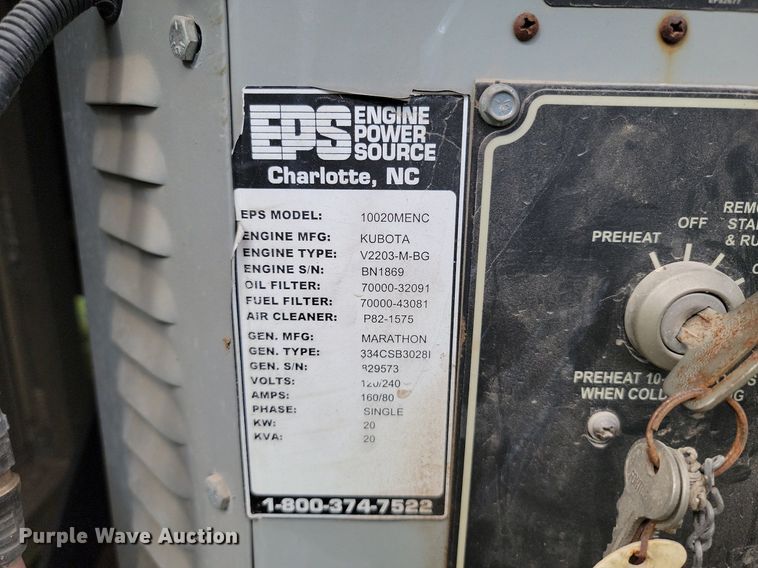 EPS ENGINE POWER SOURCE
Charlotte, NC
EPS MODEL: 10020MENC
ENGINE MFG: KUBOTA
ENGINE TYPE: V2203-M-BG
ENGINE S/N: BN1869
OIL FILTER: 70000-32091
FUEL FILTER: 70000-43081
AIR CLEANER: P82-1575
GEN. MFG: MARATHON
GEN. TYPE: 334CSB3028I
GEN. S/N: 829573
VOLTS: 120/240
AMPS: 160/80
PHASE: SINGLE
KW: 20
KVA: 20
1-800-374-7522
PREHEAT
OFF
PREHEAT 10
WHEN COLD
Purple Wave Auction